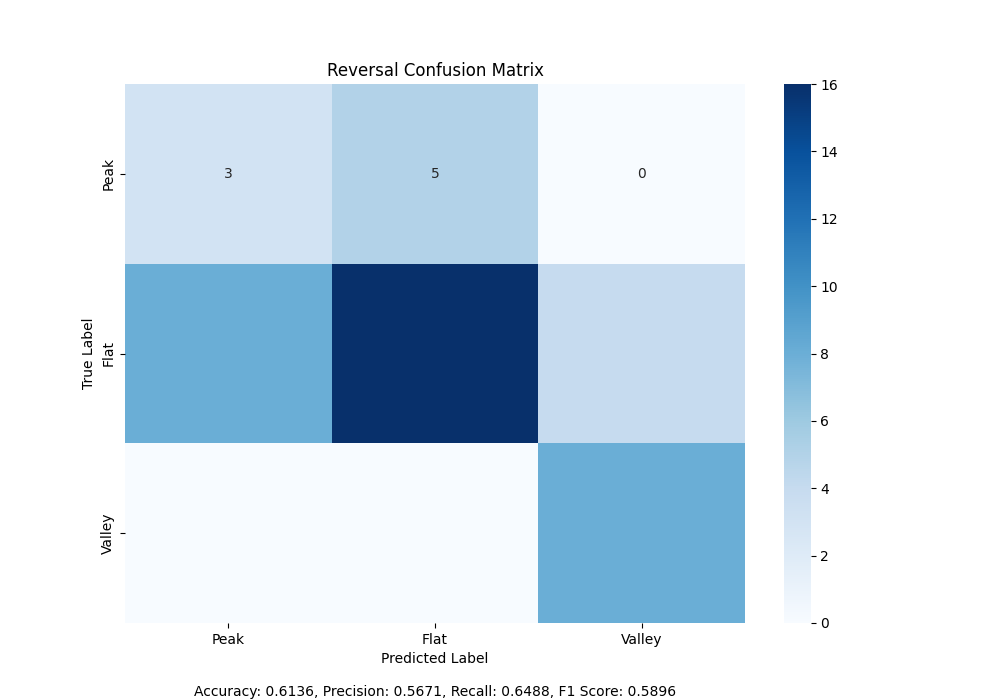 Reversal Confusion Matrix
Peak
3 5 0
Flat
Valley
True Label
Peak Flat Valley
Predicted Label
16
14
12
10
8
6
4
2
0
Accuracy: 0.6136, Precision: 0.5671, Recall: 0.6488, F1 Score: 0.5896